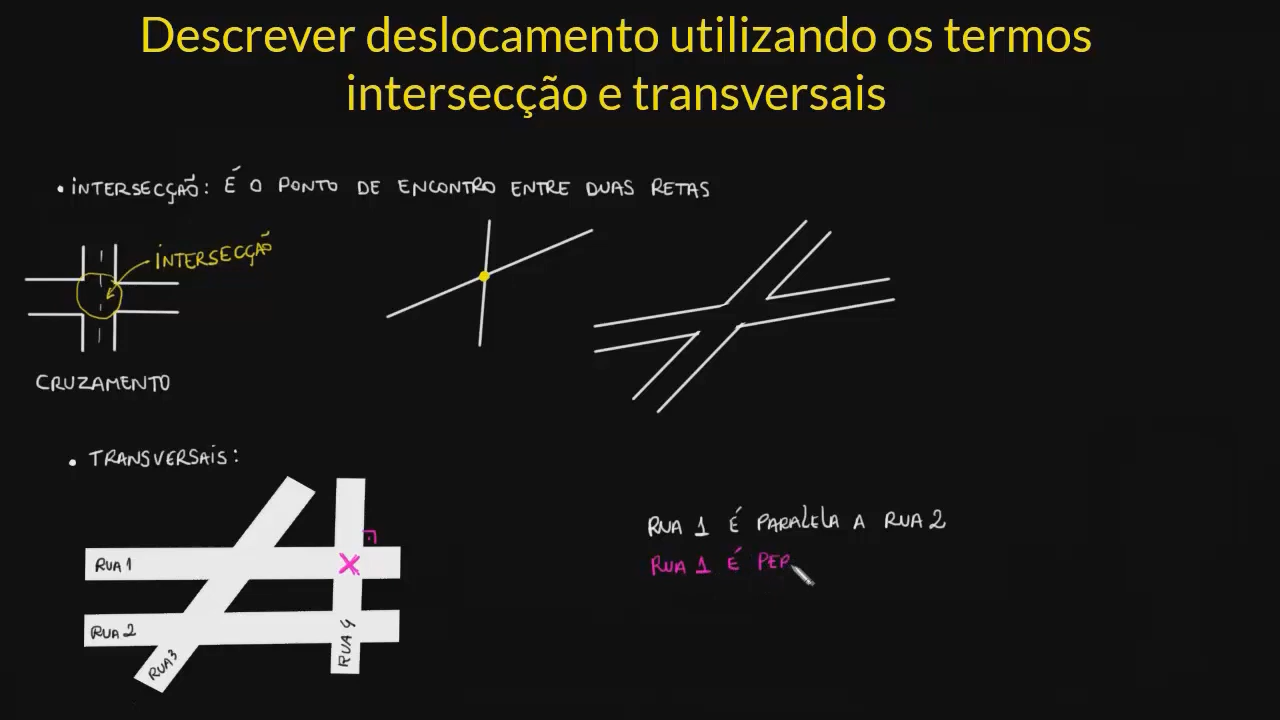 Descrever deslocamento utilizando os termos
intersecção e transversais
• INTERSECÇÃO: É O PONTO DE ENCONTRO ENTRE DUAS RETAS
INTERSECÇÃO
CRUZAMENTO
• TRANSVERSAIS:
RUA 1
RUA 2
RUA 3
RUA 4
RUA 1 É PARALELA A RUA 2
RUA 1 É PER